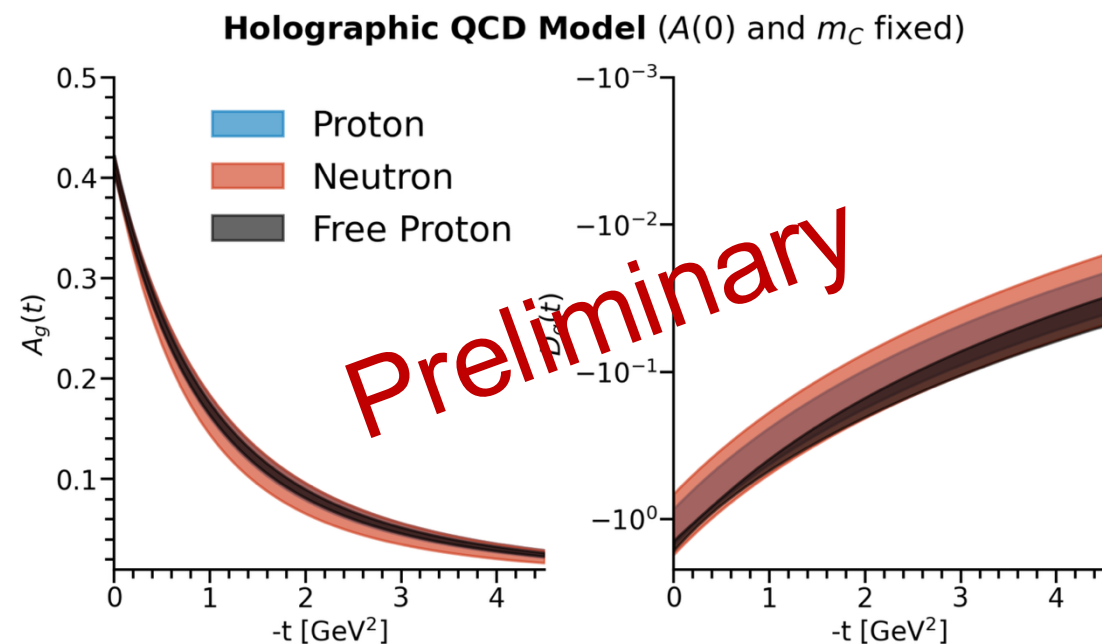 Holographic QCD Model (A(0) and m_C fixed)
0.5
0.4
0.3
0.2
0.1
A_g(t)
0
1
2
3
4
-t [GeV²]
Proton
Neutron
Free Proton
Preliminary
−10⁻³
−10⁻²
−10⁻¹
−10⁰
0
1
2
3
4
-t [GeV²]